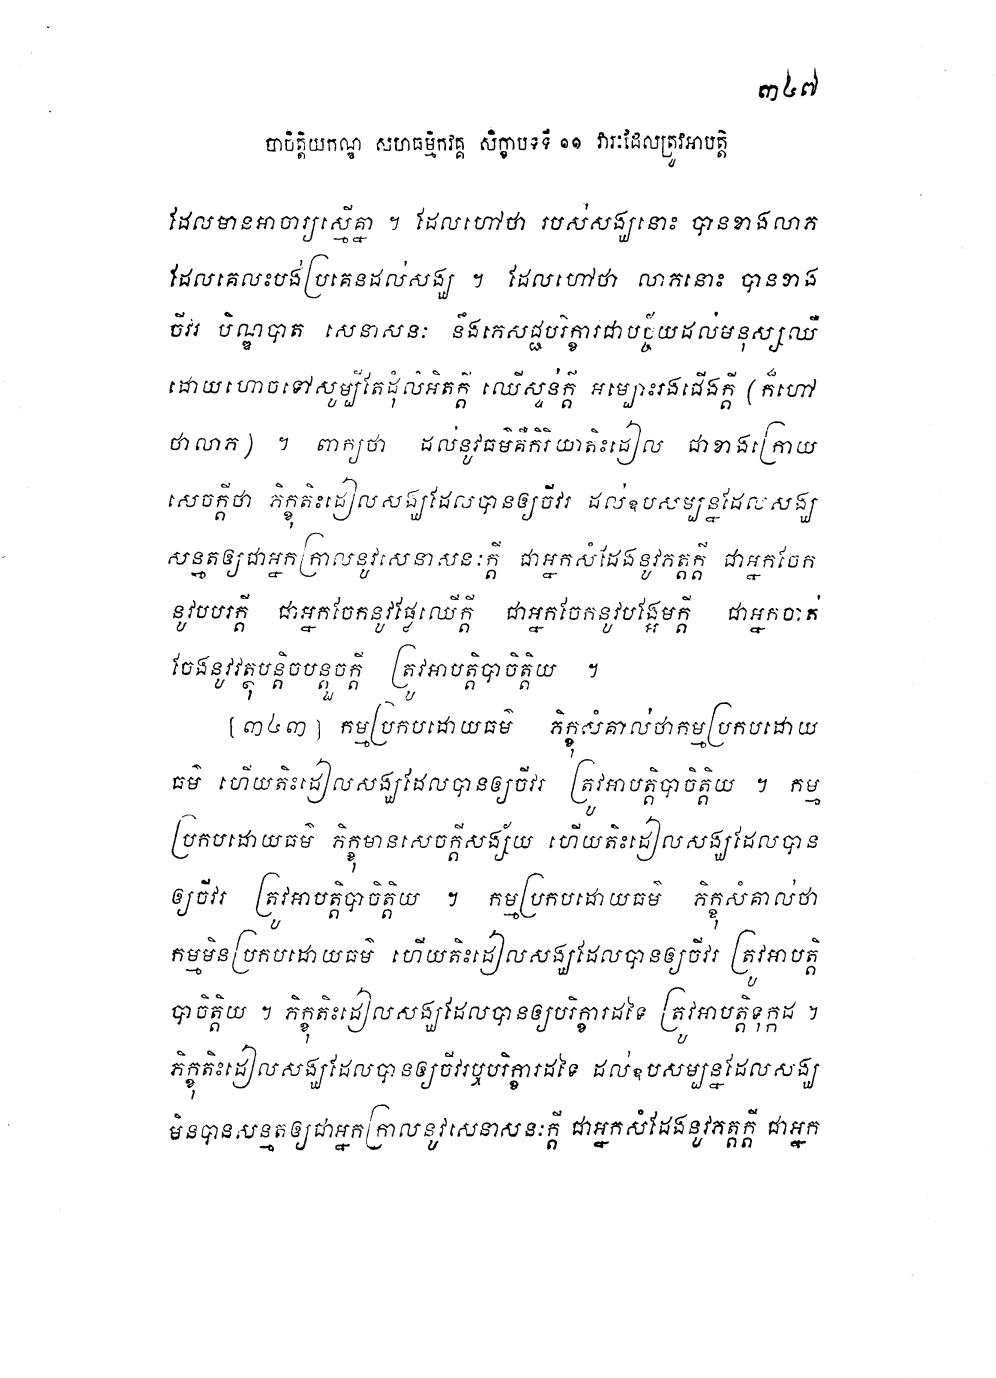 ៣៤៧
បាចិត្តិយកណ្ឌ សហធម្មិកវគ្គ សិក្ខាបទទី ១១ វារៈដែលត្រូវអាបត្តិ
ដែលមានអាចារ្យស្មើគ្នា ។ ដែលហៅថា របស់សង្ឃនោះ បានខាងលាភ
ដែលគេលះបង់ប្រគេនដល់សង្ឃ ។ ដែលហៅថា លាភនោះ បានខាង
ចីវរ បិណ្ឌបាត សេនាសនៈ នឹងភេសជ្ជបរិក្ខារជាបច្ច័យដល់មនុស្សឈឺ
ដោយហោចទៅសូម្បីតែដុំលំអិតក្តី ឈើស្ទន់ក្តី អម្បោះរងជើងក្តី (ក៏ហៅ
ថាលាភ) ។ ពាក្យថា ដល់នូវធម៌គឺកិរិយាតិះដៀល ជាខាងក្រោយ
សេចក្តីថា ភិក្ខុតិះដៀលសង្ឃដែលបានឲ្យចីវរ ដល់ឧបសម្បន្នដែលសង្ឃ
សន្មតឲ្យជាអ្នកក្រាលនូវសេនាសនៈក្តី ជាអ្នកសំដែងនូវភត្តក្តី ជាអ្នកចែក
នូវបបរក្តី ជាអ្នកចែកនូវផ្លែឈើក្តី ជាអ្នកចែកនូវបង្អែមក្តី ជាអ្នកចាត់
ចែងនូវវត្ថុបន្តិចបន្តួចក្តី ត្រូវអាបត្តិបាចិត្តិយ ។
[៣៤៣] កម្មប្រកបដោយធម៌ ភិក្ខុសំគាល់ថាកម្មប្រកបដោយ
ធម៌ ហើយតិះដៀលសង្ឃដែលបានឲ្យចីវរ ត្រូវអាបត្តិបាចិត្តិយ ។ កម្ម
ប្រកបដោយធម៌ ភិក្ខុមានសេចក្តីសង្ស័យ ហើយតិះដៀលសង្ឃដែលបាន
ឲ្យចីវរ ត្រូវអាបត្តិបាចិត្តិយ ។ កម្មប្រកបដោយធម៌ ភិក្ខុសំគាល់ថា
កម្មមិនប្រកបដោយធម៌ ហើយតិះដៀលសង្ឃដែលបានឲ្យចីវរ ត្រូវអាបត្តិ
បាចិត្តិយ ។ ភិក្ខុតិះដៀលសង្ឃដែលបានឲ្យបរិក្ខារដទៃ ត្រូវអាបត្តិទុក្កដ ។
ភិក្ខុតិះដៀលសង្ឃដែលបានឲ្យចីវរឬបរិក្ខារដទៃ ដល់ឧបសម្បន្នដែលសង្ឃ
មិនបានសន្មតឲ្យជាអ្នកក្រាលនូវសេនាសនៈក្តី ជាអ្នកសំដែងនូវភត្តក្តី ជាអ្នក